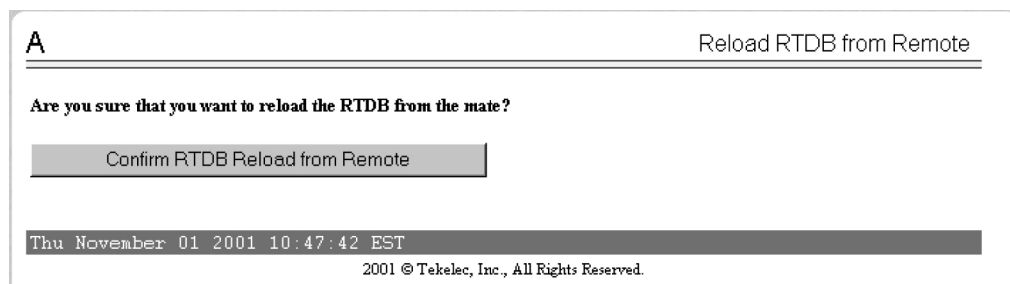 A
Reload RTDB from Remote
Are you sure that you want to reload the RTDB from the mate?
Confirm RTDB Reload from Remote
Thu November 01 2001 10:47:42 EST
2001 © Tekelec, Inc., All Rights Reserved.